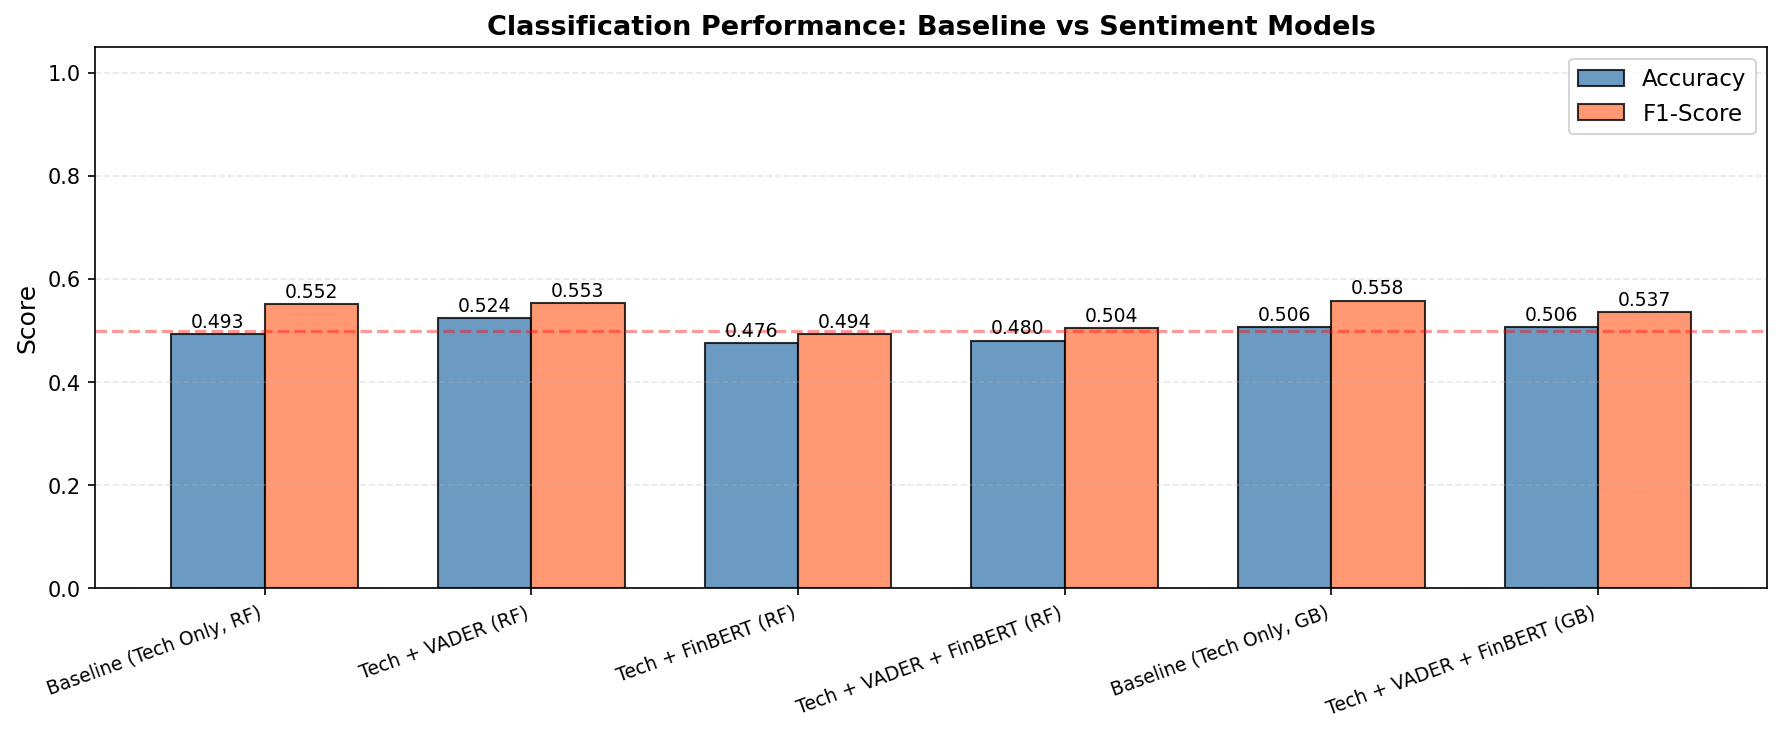 Classification Performance: Baseline vs Sentiment Models
Accuracy
F1-Score
Score
1.0
0.8
0.6
0.4
0.2
0.0
0.493
0.552
0.524
0.553
0.476
0.494
0.480
0.504
0.506
0.558
0.506
0.537
Baseline (Tech Only, RF)
Tech + VADER (RF)
Tech + FinBERT (RF)
Tech + VADER + FinBERT (RF)
Baseline (Tech Only, GB)
Tech + VADER + FinBERT (GB)